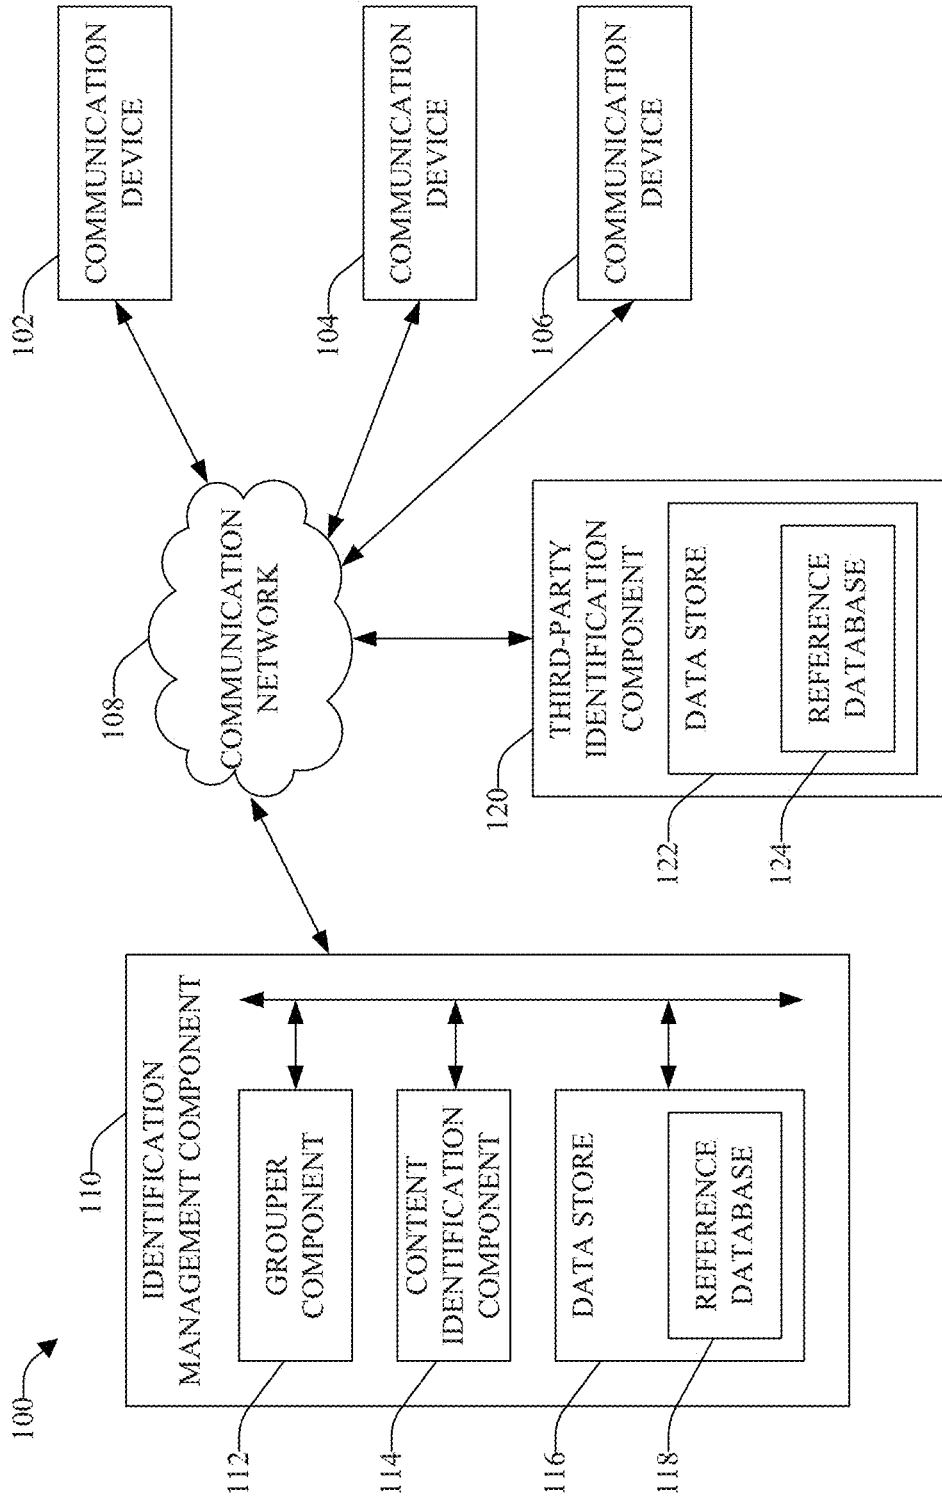 100
110
IDENTIFICATION
MANAGEMENT COMPONENT
112
GROUPER
COMPONENT
114
CONTENT
IDENTIFICATION
COMPONENT
116
DATA STORE
118
REFERENCE
DATABASE
108
COMMUNICATION
NETWORK
120
THIRD-PARTY
IDENTIFICATION
COMPONENT
122
DATA STORE
124
REFERENCE
DATABASE
102
COMMUNICATION
DEVICE
104
COMMUNICATION
DEVICE
106
COMMUNICATION
DEVICE